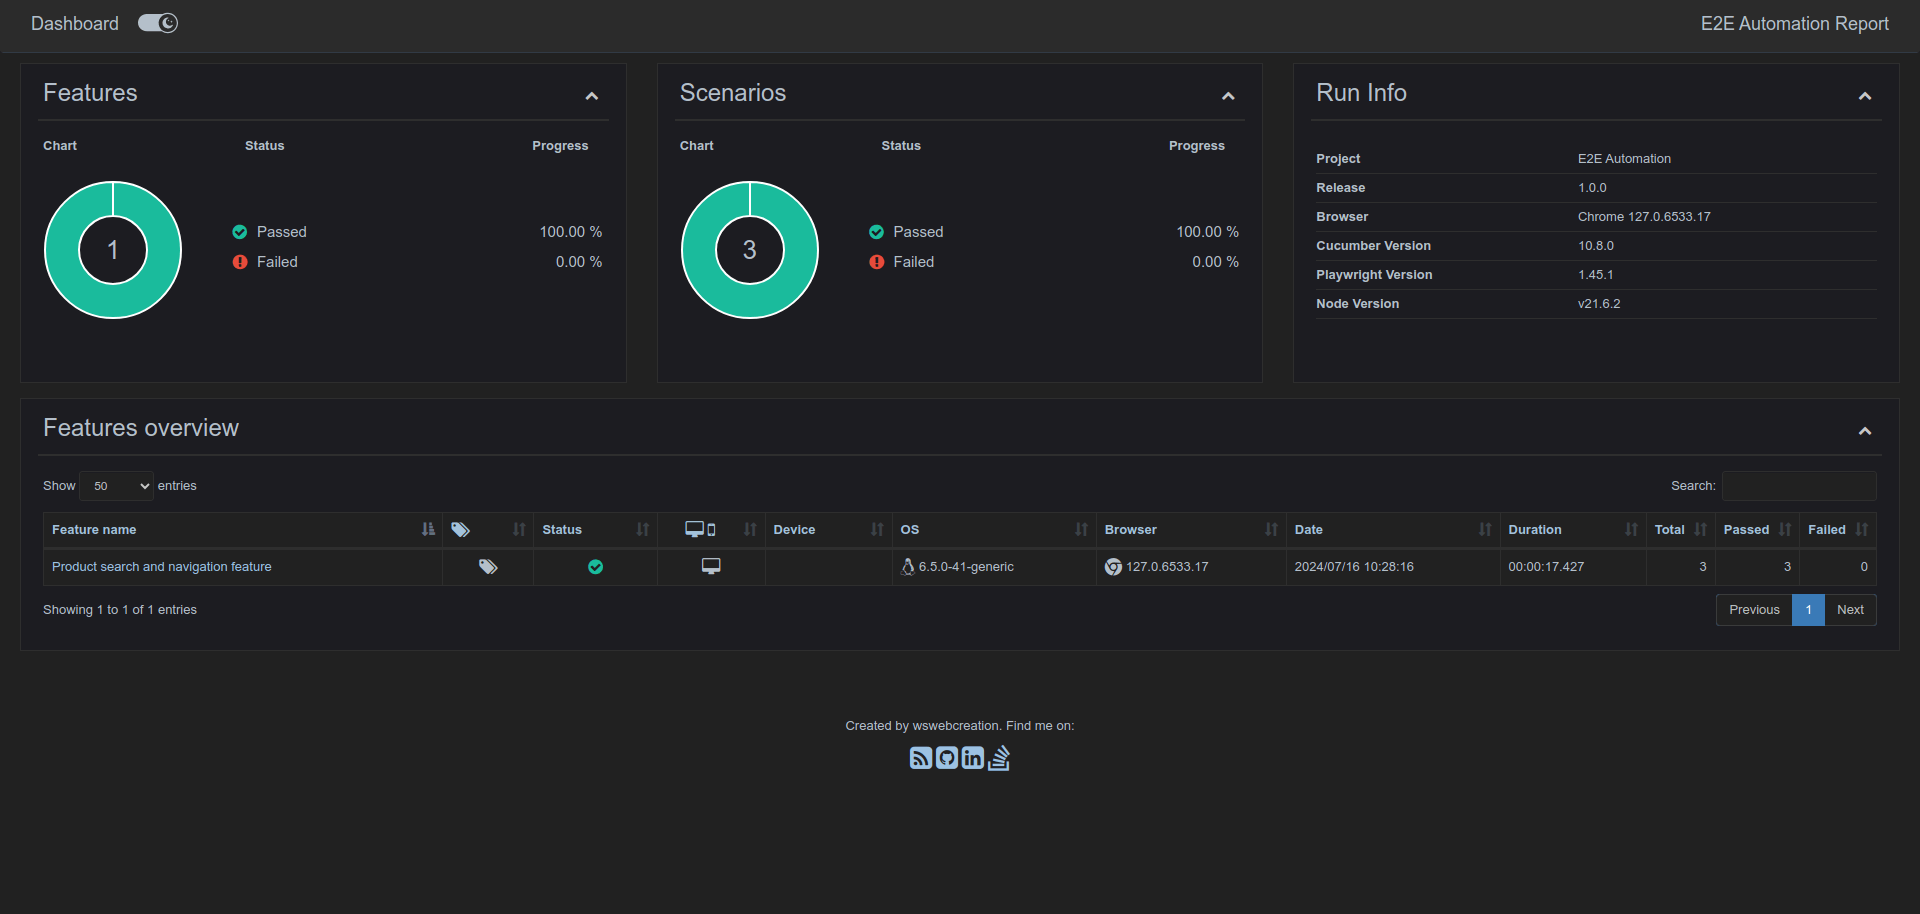 Dashboard
E2E Automation Report
Features
Chart Status Progress
1
Passed 100.00 %
Failed 0.00 %
Scenarios
Chart Status Progress
3
Passed 100.00 %
Failed 0.00 %
Run Info
Project E2E Automation
Release 1.0.0
Browser Chrome 127.0.6533.17
Cucumber Version 10.8.0
Playwright Version 1.45.1
Node Version v21.6.2
Features overview
Show 50 entries
Search:
Feature name Status Device OS Browser Date Duration Total Passed Failed
Product search and navigation feature 6.5.0-41-generic 127.0.6533.17 2024/07/16 10:28:16 00:00:17.427 3 3 0
Showing 1 to 1 of 1 entries
Previous 1 Next
Created by wswebcreation. Find me on:
in